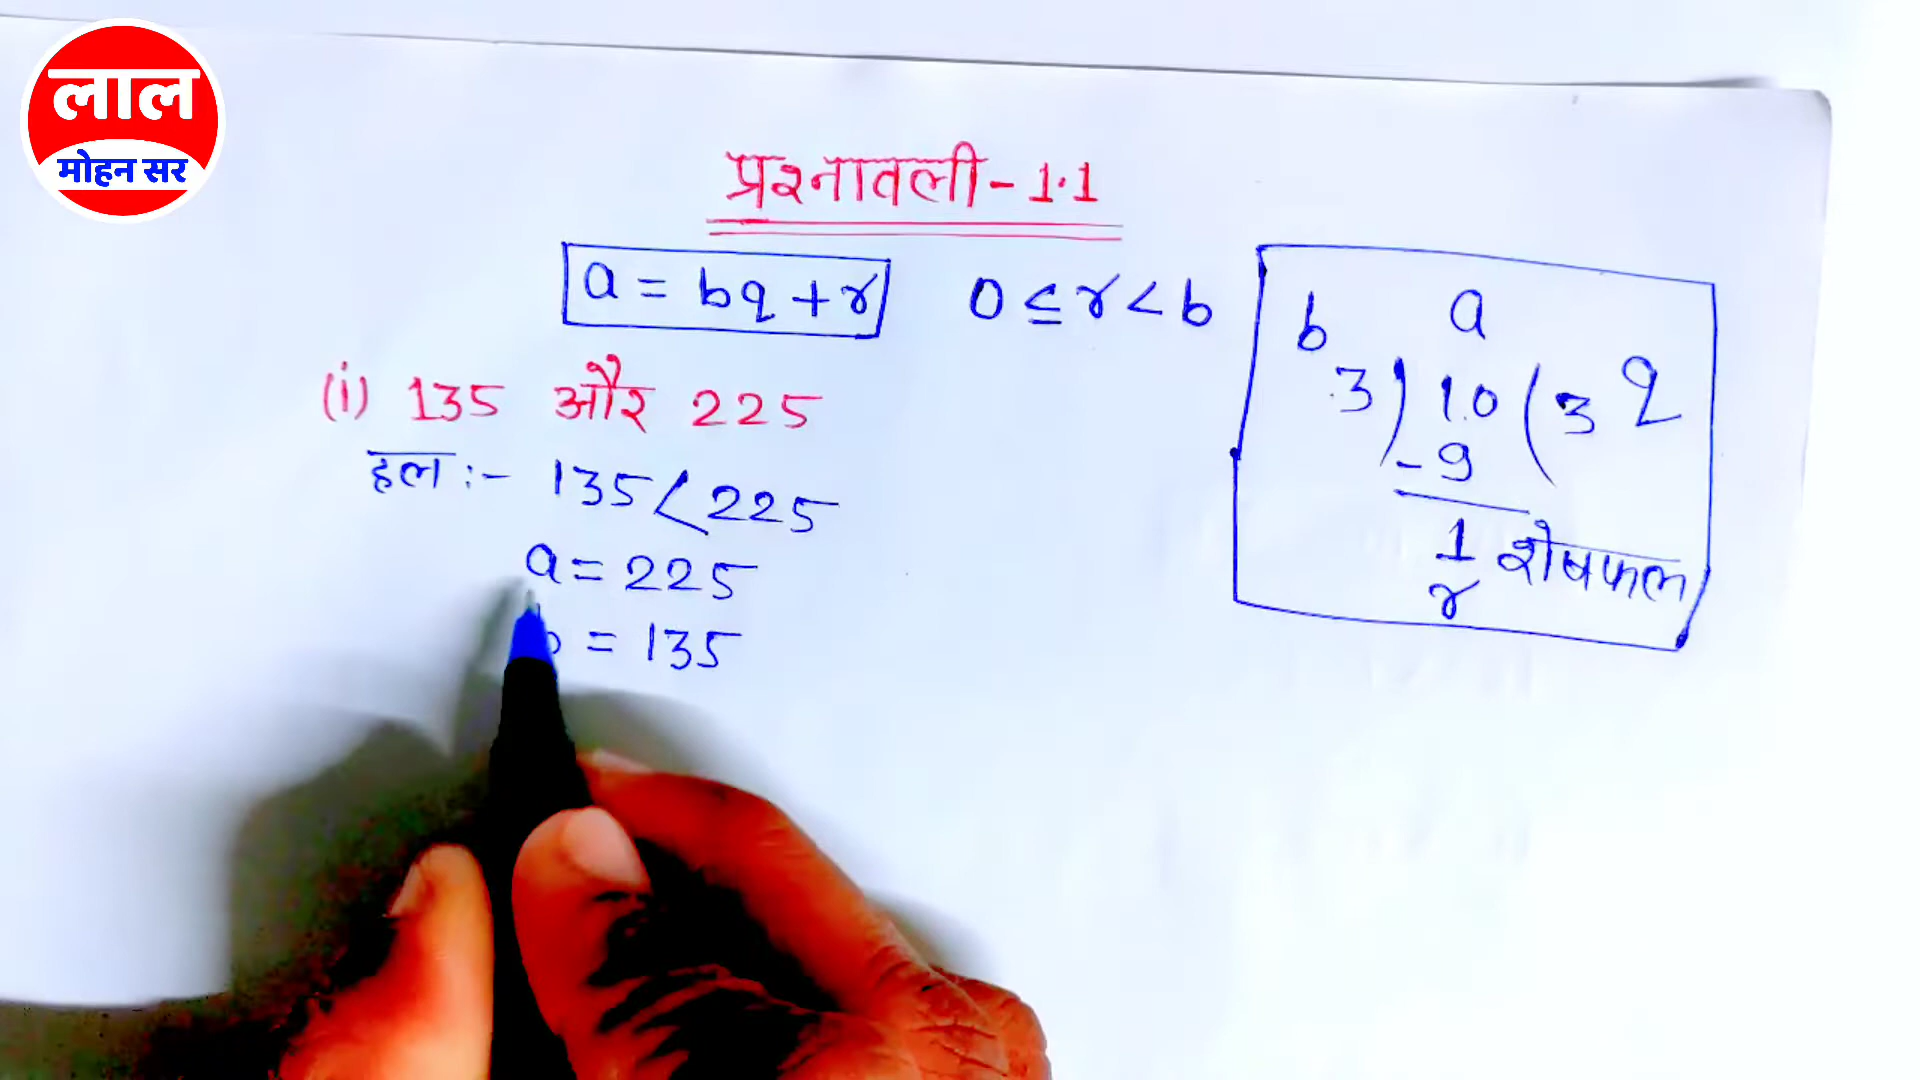 लाल
मोहन सर
प्रश्नावली - 1.1
a = bq + r 0 ≤ r < b
b a
3) 10 (3 q
- 9
1 शेषफल
r
(i) 135 और 225
हल :- 135 < 225
a = 225
b = 135